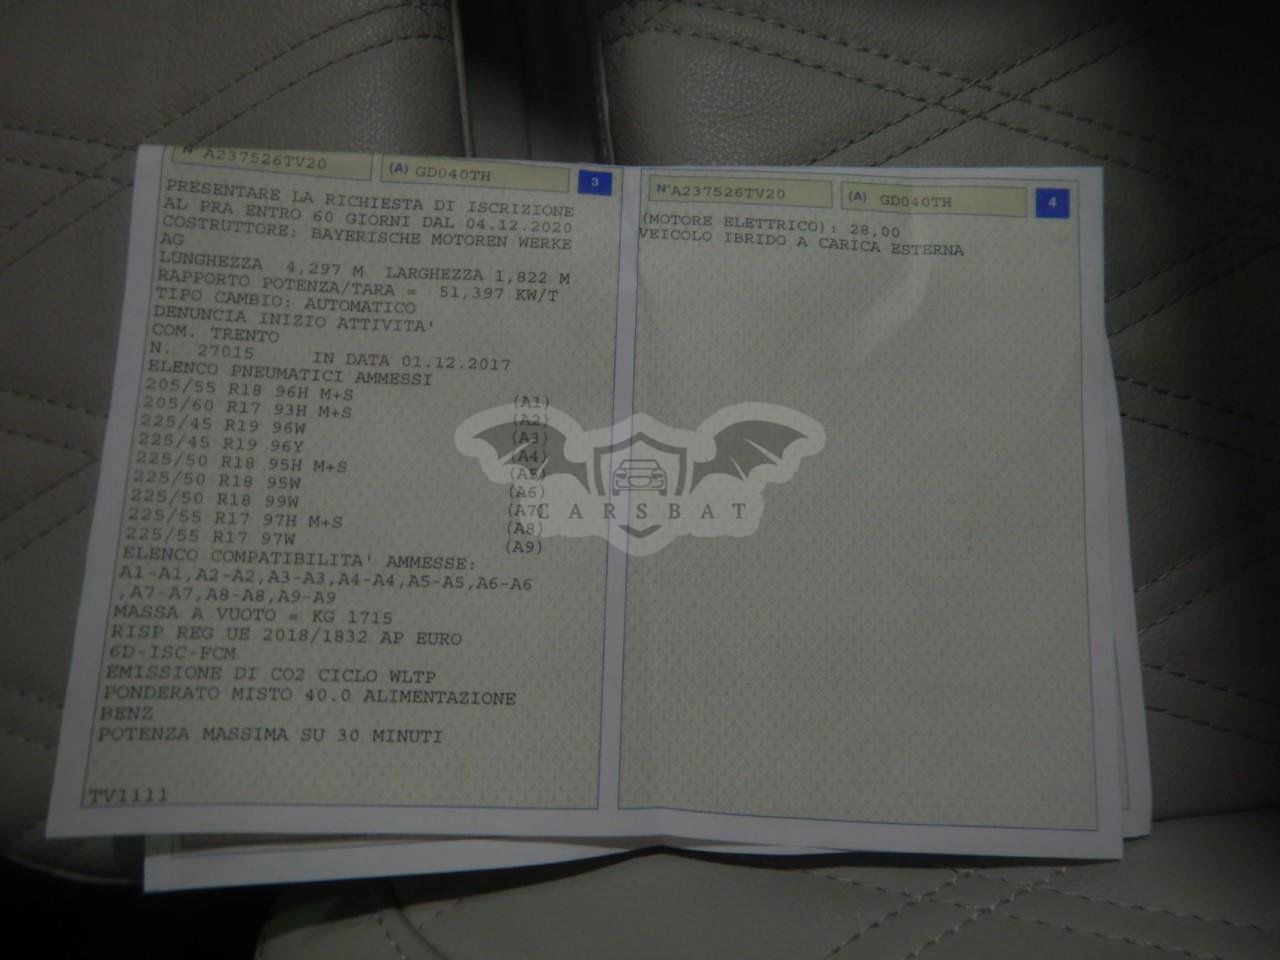 N° A237526TV20
(A) GD040TH
3
PRESENTARE LA RICHIESTA DI ISCRIZIONE
AL PRA ENTRO 60 GIORNI DAL 04.12.2020
COSTRUTTORE: BAYERISCHE MOTOREN WERKE
AG
LUNGHEZZA 4,297 M LARGHEZZA 1,822 M
RAPPORTO POTENZA/TARA = 51,397 KW/T
TIPO CAMBIO: AUTOMATICO
DENUNCIA INIZIO ATTIVITA'
COM. TRENTO
N. 27015 IN DATA 01.12.2017
ELENCO PNEUMATICI AMMESSI
205/55 R18 96H M+S (A1)
205/60 R17 93H M+S (A2)
225/45 R19 96W (A3)
225/45 R19 96Y (A4)
225/50 R18 95H M+S (A5)
225/50 R18 95W (A6)
225/50 R18 99W (A7)
225/55 R17 97H M+S (A8)
225/55 R17 97W (A9)
ELENCO COMPATIBILITA' AMMESSE:
A1-A1,A2-A2,A3-A3,A4-A4,A5-A5,A6-A6
,A7-A7,A8-A8,A9-A9
MASSA A VUOTO = KG 1715
RISP REG UE 2018/1832 AP EURO
6D-ISC-FCM
EMISSIONE DI CO2 CICLO WLTP
PONDERATO MISTO 40.0 ALIMENTAZIONE
BENZ
POTENZA MASSIMA SU 30 MINUTI
TV1111
N° A237526TV20
(A) GD040TH
4
(MOTORE ELETTRICO): 28,00
VEICOLO IBRIDO A CARICA ESTERNA
CARSBAT